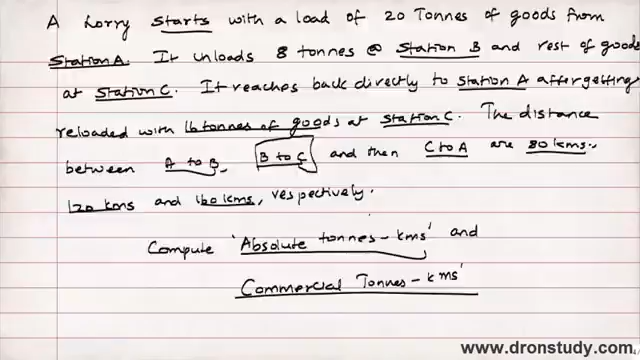 A Lorry starts with a load of 20 Tonnes of goods from
Station A. It unloads 8 tonnes @ Station B and rest of goods
at Station C. It reaches back directly to Station A after getting
reloaded with 16 tonnes of goods at Station C. The distance
between A to B, B to C and then C to A are 80 kms.
120 kms and 160 kms, respectively.
Compute 'Absolute tonnes-kms' and
Commercial Tonnes-kms'
www.dronstudy.com